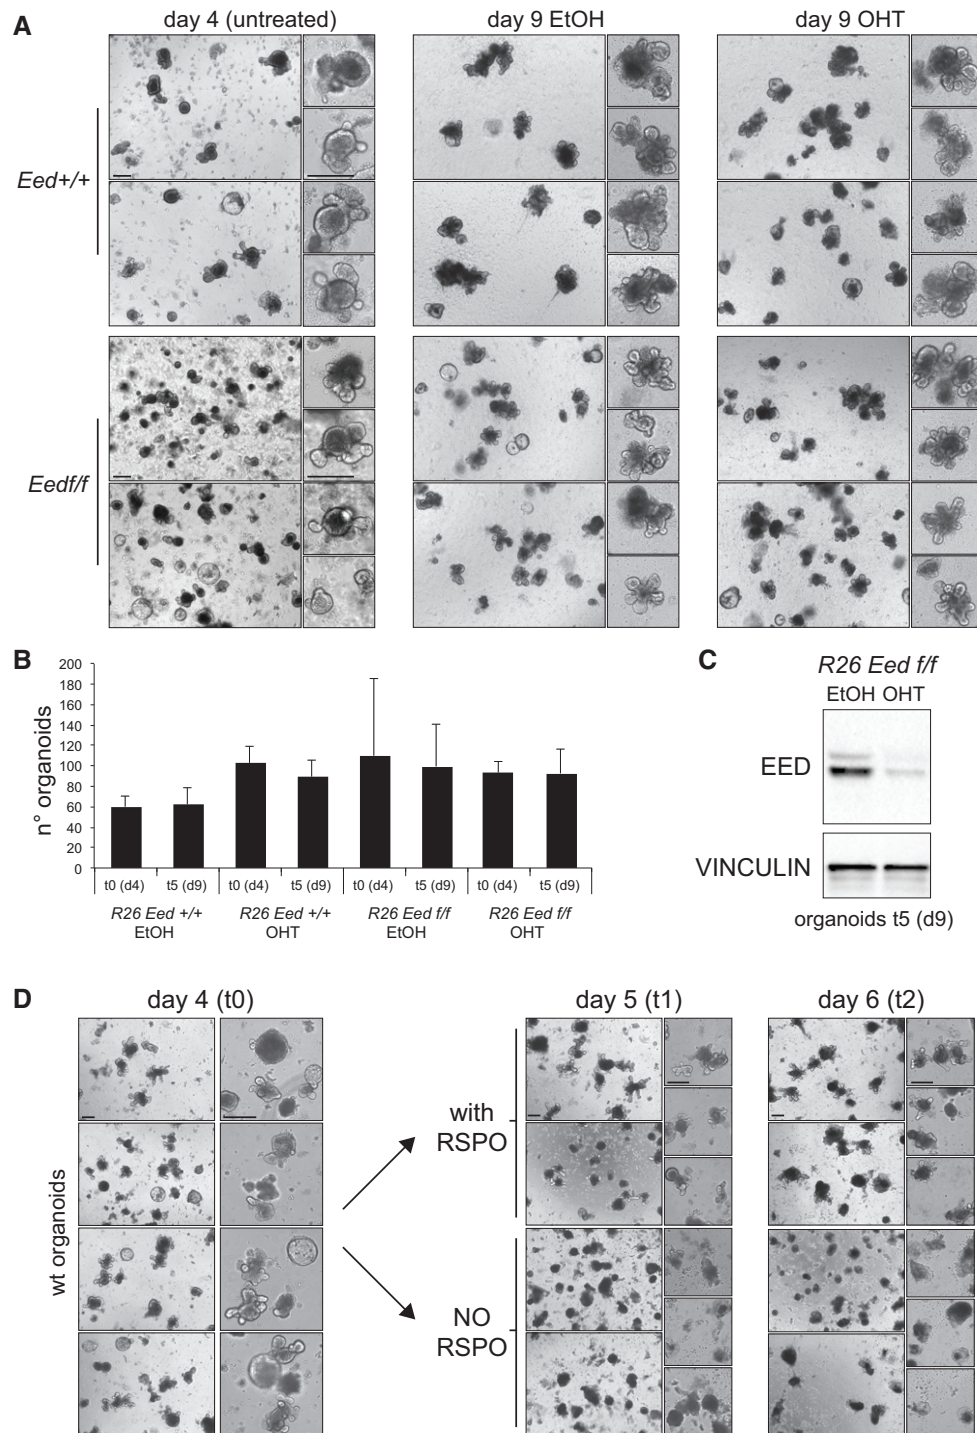 A
day 4 (untreated)
day 9 EtOH
day 9 OHT
Eed+/+
Eedf/f
B
n° organoids
200
180
160
140
120
100
80
60
40
20
0
t0 (d4) t5 (d9) t0 (d4) t5 (d9) t0 (d4) t5 (d9) t0 (d4) t5 (d9)
R26 Eed +/+ R26 Eed +/+ R26 Eed f/f R26 Eed f/f
EtOH OHT EtOH OHT
C
R26 Eed f/f
EtOH OHT
EED
VINCULIN
organoids t5 (d9)
D
day 4 (t0)
day 5 (t1)
day 6 (t2)
wt organoids
with
RSPO
NO
RSPO